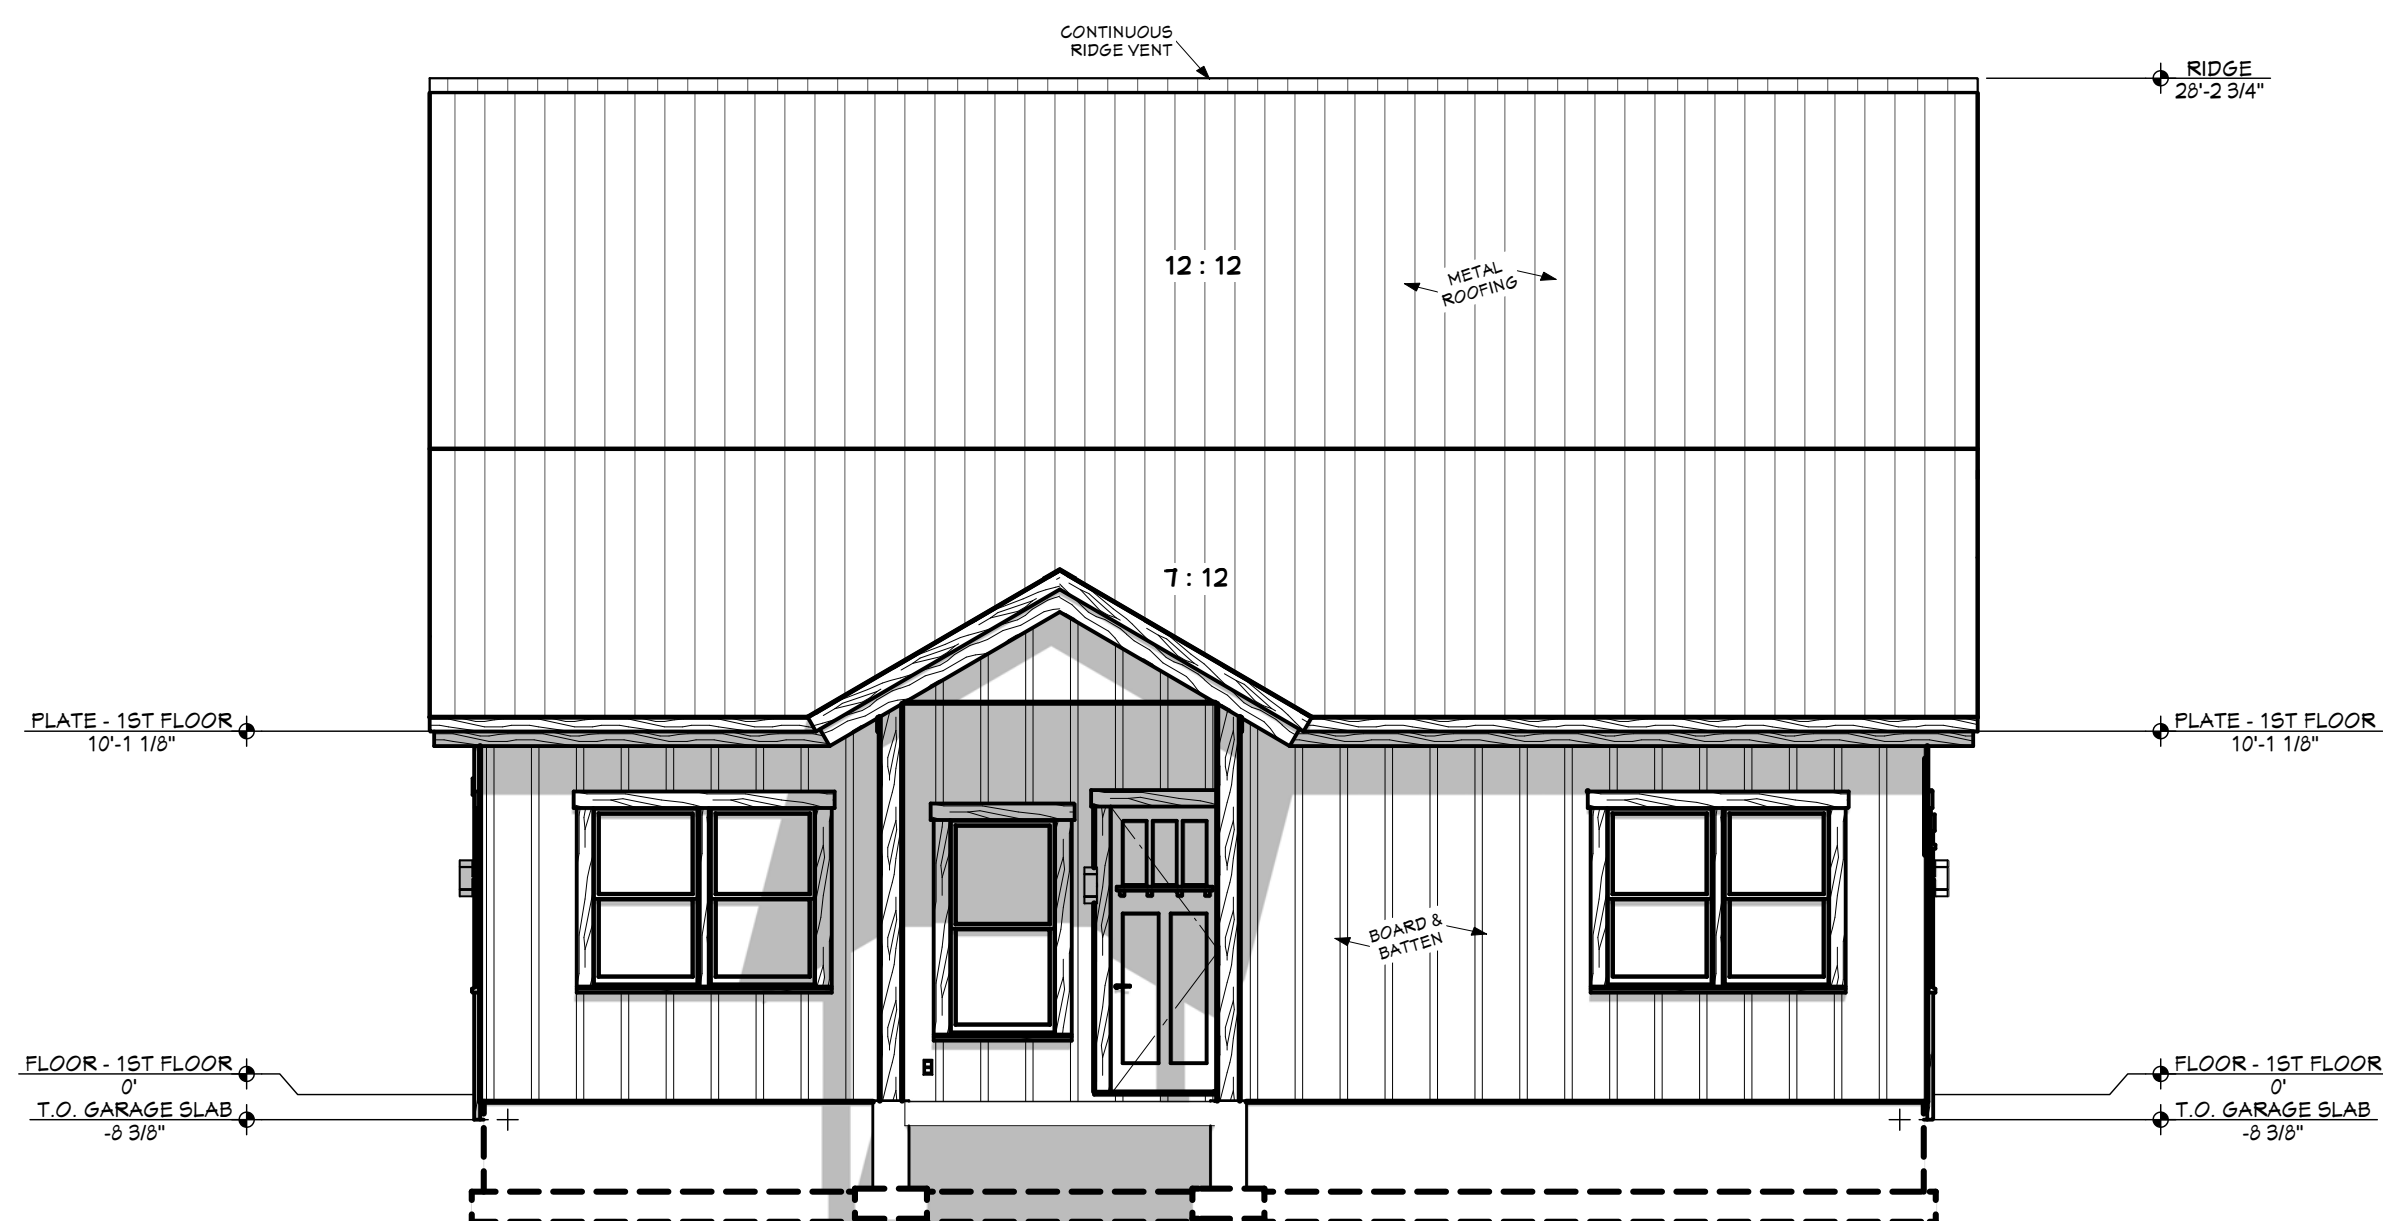 CONTINUOUS
RIDGE VENT
RIDGE
28'-2 3/4"
12 : 12
METAL
ROOFING
7 : 12
PLATE - 1ST FLOOR
10'-1 1/8"
PLATE - 1ST FLOOR
10'-1 1/8"
BOARD &
BATTEN
FLOOR - 1ST FLOOR
0'
T.O. GARAGE SLAB
-8 3/8"
FLOOR - 1ST FLOOR
0'
T.O. GARAGE SLAB
-8 3/8"